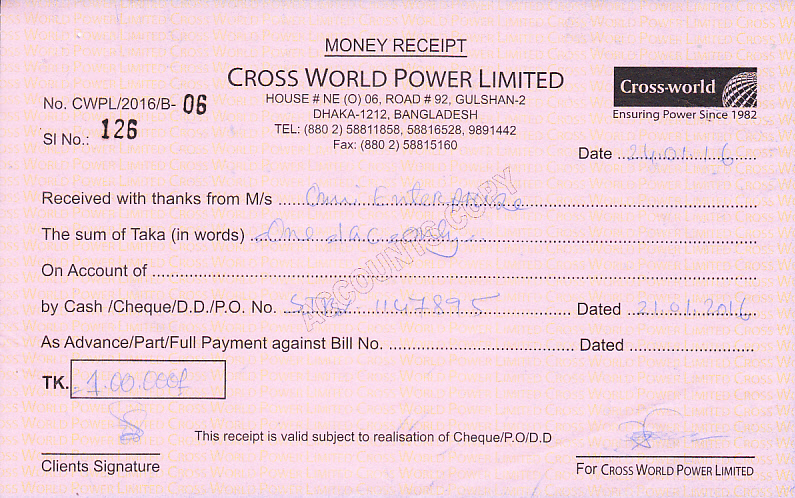 MONEY RECEIPT
CROSS WORLD POWER LIMITED
HOUSE # NE (O) 06, ROAD # 92, GULSHAN-2
DHAKA-1212, BANGLADESH
TEL: (880 2) 58811858, 58816528, 9891442
Fax: (880 2) 58815160
No. CWPL/2016/B- 06
Sl No.: 126
Cross-world
Ensuring Power Since 1982
Date 24.01.16
Received with thanks from M/s Omni Enterprize
The sum of Taka (in words) One lac only
On Account of
by Cash /Cheque/D.D./P.O. No. 1147895 Dated 21.01.2016
As Advance/Part/Full Payment against Bill No. Dated
TK. 1.00.000/
ACCOUNTS COPY
This receipt is valid subject to realisation of Cheque/P.O/D.D
Clients Signature
For CROSS WORLD POWER LIMITED